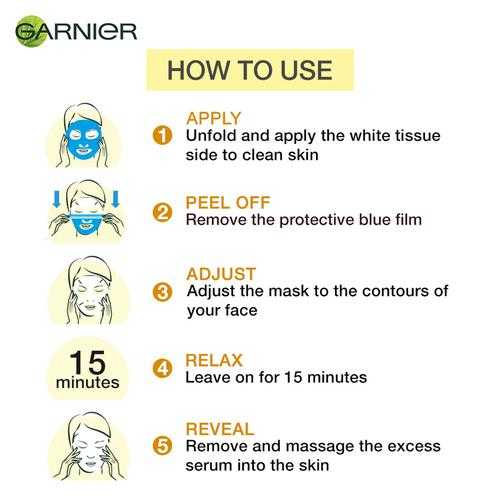 GARNIER
HOW TO USE
1
APPLY
Unfold and apply the white tissue
side to clean skin
2
PEEL OFF
Remove the protective blue film
3
ADJUST
Adjust the mask to the contours of
your face
15
minutes
4
RELAX
Leave on for 15 minutes
5
REVEAL
Remove and massage the excess
serum into the skin